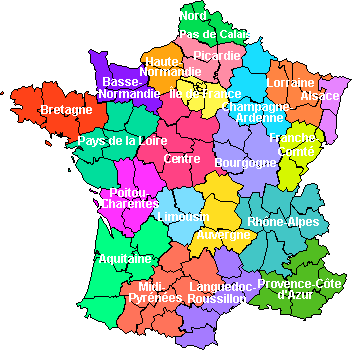 Nord
Pas de Calais
Picardie
Haute
Normandie
Basse-
Normandie
Ile de France
Champagne
Ardenne
Lorraine
Alsace
Bretagne
Pays de la Loire
Centre
Bourgogne
Franche
Comté
Poitou-
Charentes
Limousin
Auvergne
Rhône-Alpes
Aquitaine
Midi-
Pyrénées
Languedoc-
Roussillon
Provence-Côte
d'Azur